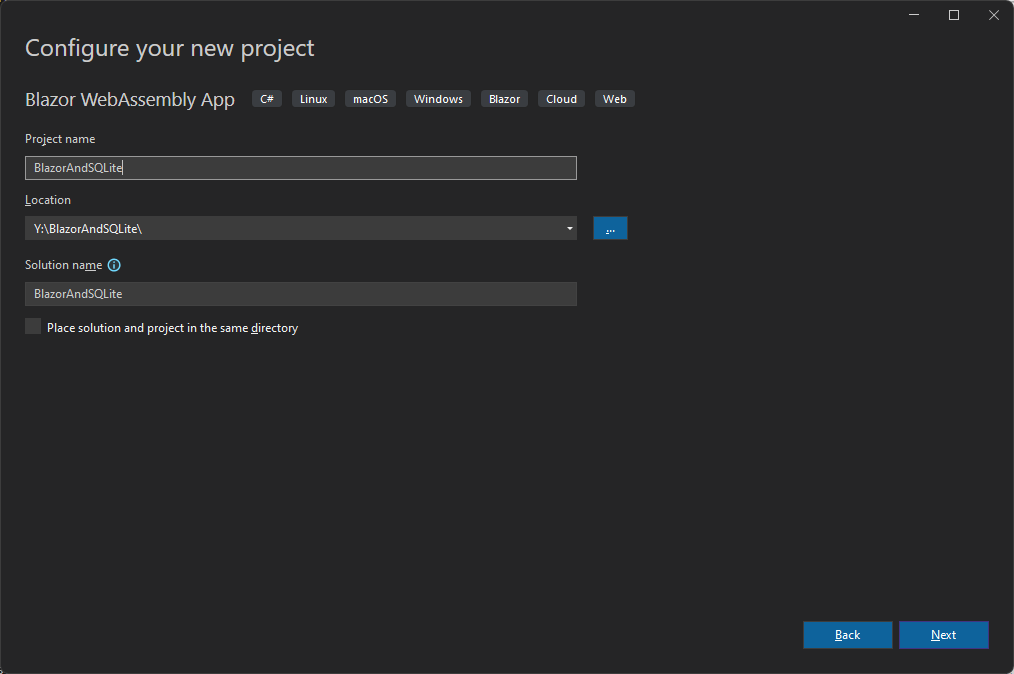 Configure your new project
Blazor WebAssembly App C# Linux macOS Windows Blazor Cloud Web
Project name
BlazorAndSQLite
Location
Y:\BlazorAndSQLite\
...
Solution name
BlazorAndSQLite
Place solution and project in the same directory
Back Next